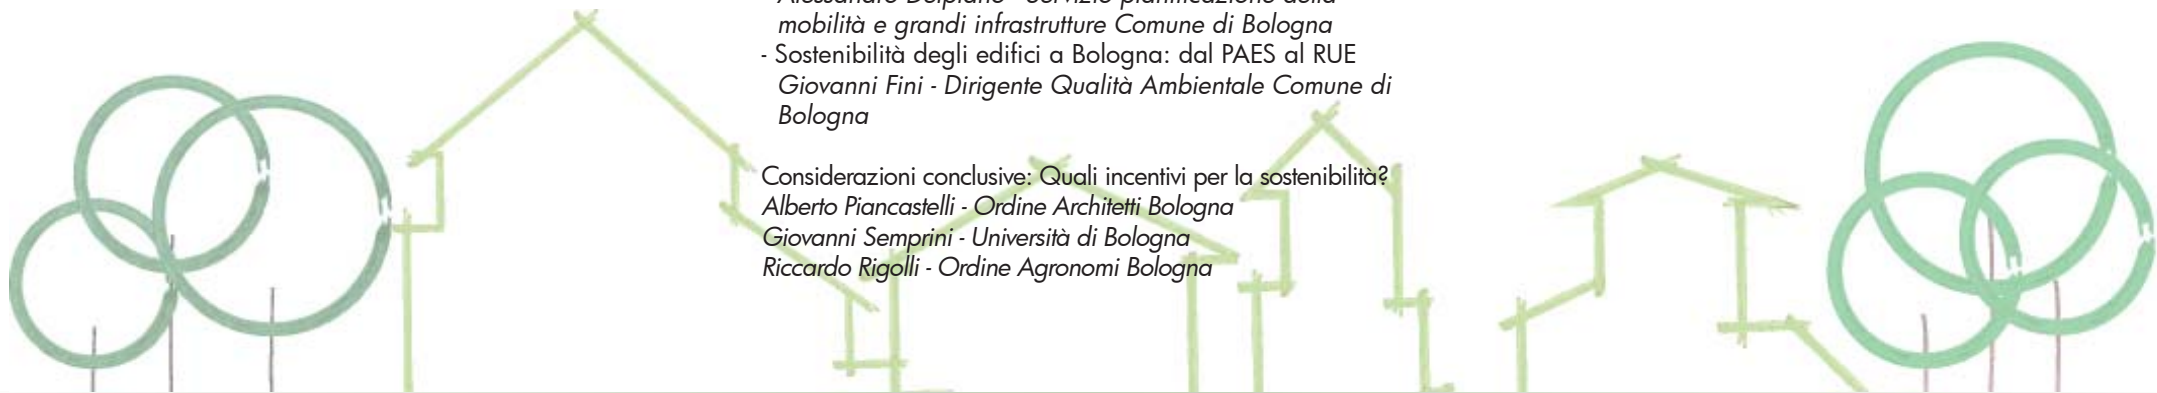 mobilità e grandi infrastrutture Comune di Bologna
- Sostenibilità degli edifici a Bologna: dal PAES al RUE
Giovanni Fini - Dirigente Qualità Ambientale Comune di
Bologna
Considerazioni conclusive: Quali incentivi per la sostenibilità?
Alberto Piancastelli - Ordine Architetti Bologna
Giovanni Semprini - Università di Bologna
Riccardo Rigolli - Ordine Agronomi Bologna